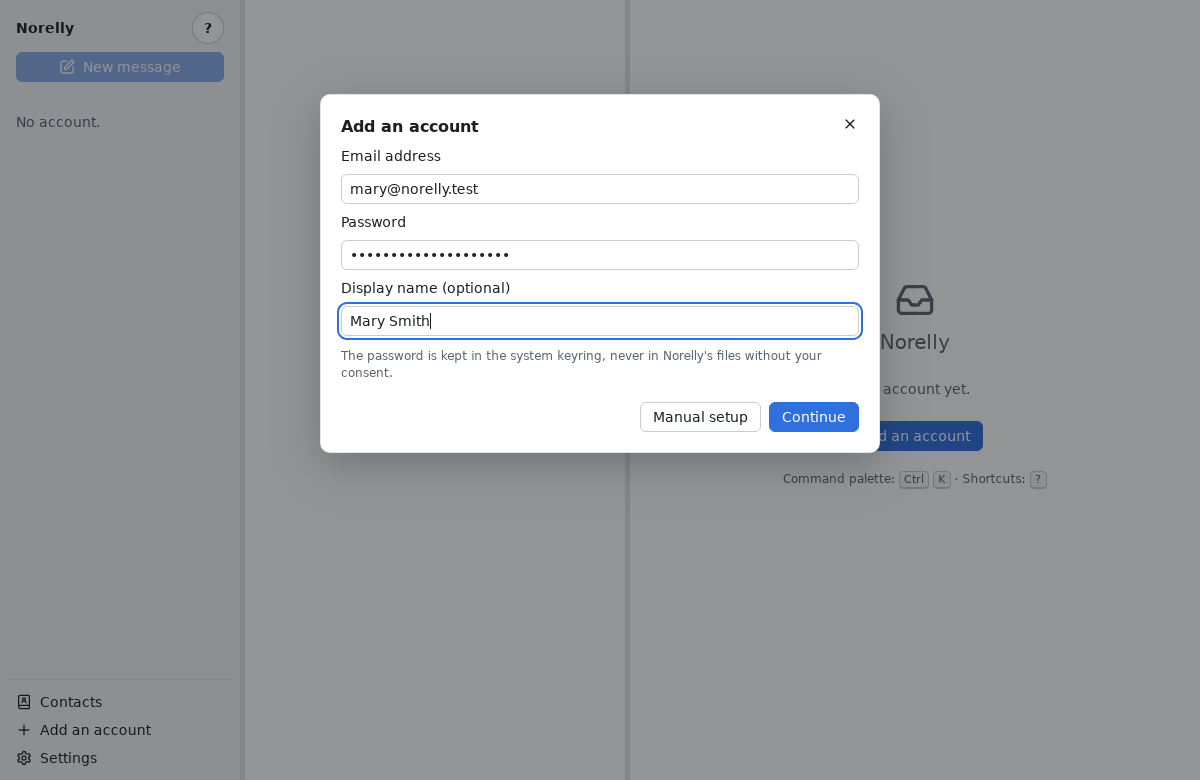 Norelly
?
New message
No account.
Add an account
Email address
mary@norelly.test
Password
••••••••••••••••••••
Display name (optional)
Mary Smith
The password is kept in the system keyring, never in Norelly's files without your
consent.
Manual setup
Continue
Norelly
account yet.
d an account
Command palette: Ctrl K · Shortcuts: ?
Contacts
Add an account
Settings